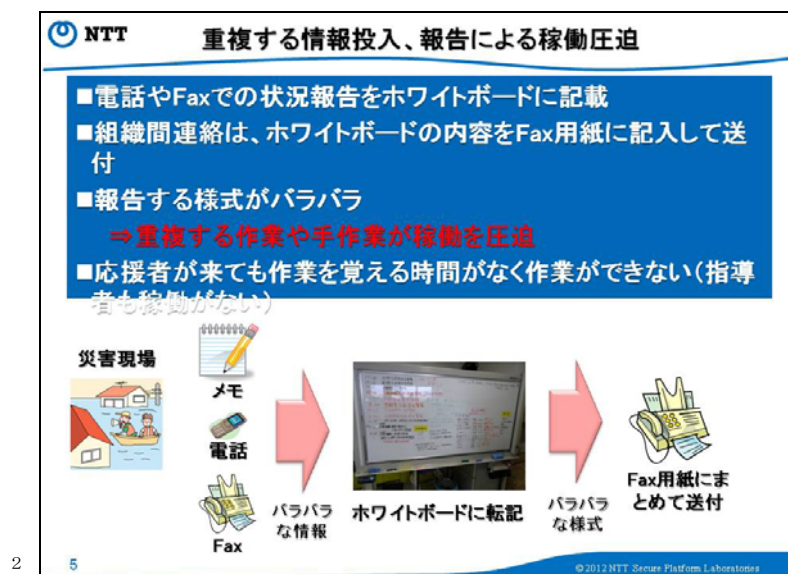 NTT
重複する情報投入、報告による稼働圧迫
■電話やFaxでの状況報告をホワイトボードに記載
■組織間連絡は、ホワイトボードの内容をFax用紙に記入して送
付
■報告する様式がバラバラ
⇒重複する作業や手作業が稼働を圧迫
■応援者が来ても作業を覚える時間がなく作業ができない(指導
者も稼働がない)
災害現場
メモ
電話
Fax
バラバラ
な情報
ホワイトボードに転記
バラバラ
な様式
Fax用紙にま
とめて送付
2
5
©2012 NTT Secure Platform Laboratories